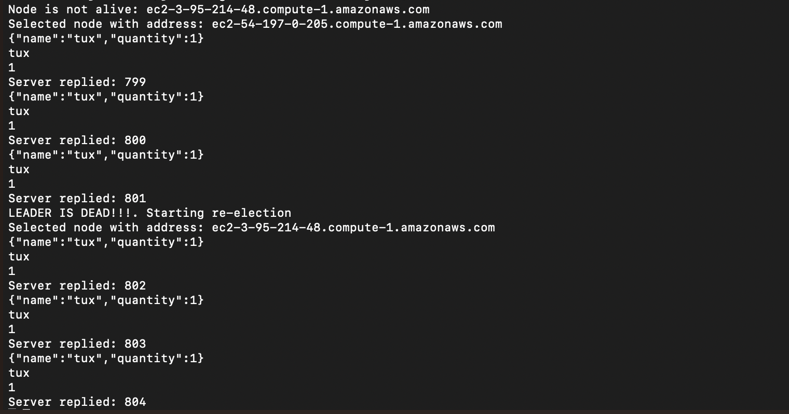 Node is not alive: ec2-3-95-214-48.compute-1.amazonaws.com
Selected node with address: ec2-54-197-0-205.compute-1.amazonaws.com
{"name":"tux","quantity":1}
tux
1
Server replied: 799
{"name":"tux","quantity":1}
tux
1
Server replied: 800
{"name":"tux","quantity":1}
tux
1
Server replied: 801
LEADER IS DEAD!!!. Starting re-election
Selected node with address: ec2-3-95-214-48.compute-1.amazonaws.com
{"name":"tux","quantity":1}
tux
1
Server replied: 802
{"name":"tux","quantity":1}
tux
1
Server replied: 803
{"name":"tux","quantity":1}
tux
1
Server replied: 804